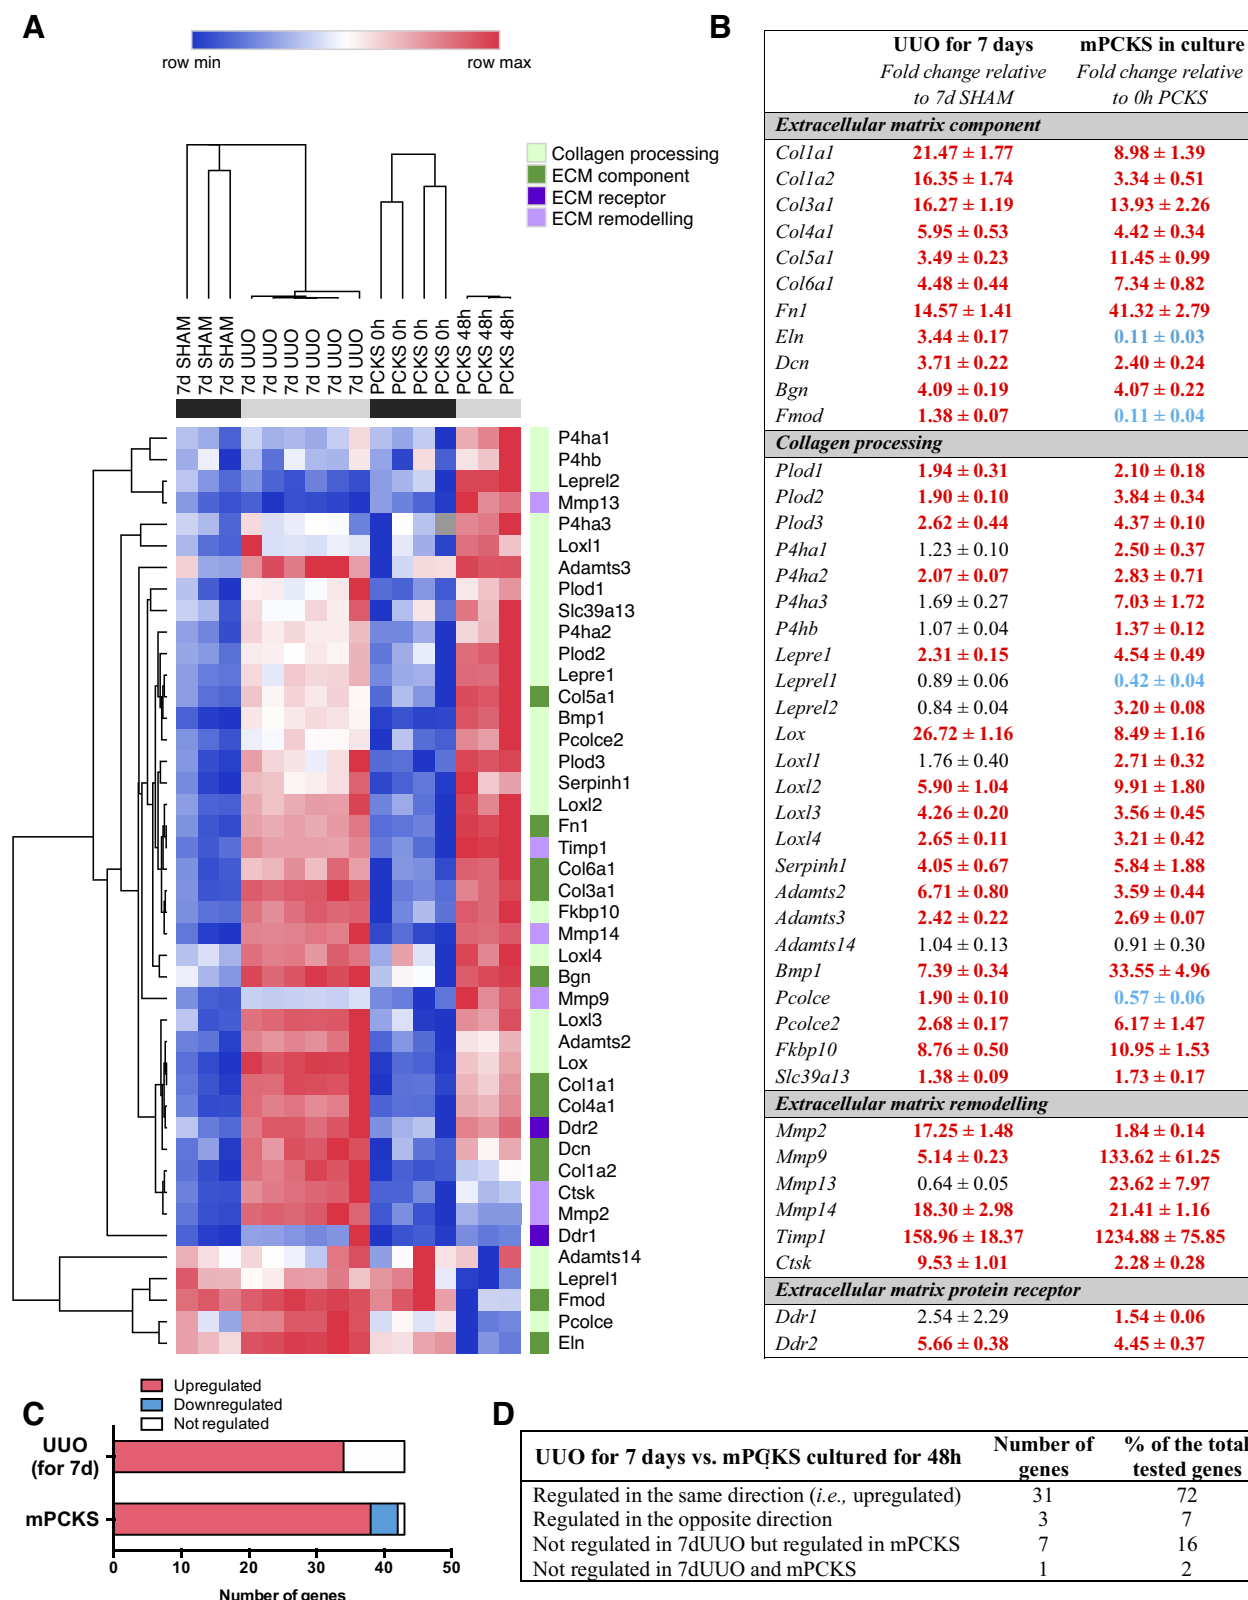 A
row min
row max
Collagen processing
ECM component
ECM receptor
ECM remodelling
7d SHAM
7d SHAM
7d SHAM
7d UUO
7d UUO
7d UUO
7d UUO
7d UUO
7d UUO
PCKS 0h
PCKS 0h
PCKS 0h
PCKS 0h
PCKS 48h
PCKS 48h
PCKS 48h
P4ha1
P4hb
Leprel2
Mmp13
P4ha3
Loxl1
Adamts3
Plod1
Slc39a13
P4ha2
Plod2
Lepre1
Col5a1
Bmp1
Pcolce2
Plod3
Serpinh1
Loxl2
Fn1
Timp1
Col6a1
Col3a1
Fkbp10
Mmp14
Loxl4
Bgn
Mmp9
Loxl3
Adamts2
Lox
Col1a1
Col4a1
Ddr2
Dcn
Col1a2
Ctsk
Mmp2
Ddr1
Adamts14
Leprel1
Fmod
Pcolce
Eln
B
UUO for 7 days mPCKS in culture
Fold change relative Fold change relative
to 7d SHAM to 0h PCKS
Extracellular matrix component
Col1a1 21.47 ± 1.77 8.98 ± 1.39
Col1a2 16.35 ± 1.74 3.34 ± 0.51
Col3a1 16.27 ± 1.19 13.93 ± 2.26
Col4a1 5.95 ± 0.53 4.42 ± 0.34
Col5a1 3.49 ± 0.23 11.45 ± 0.99
Col6a1 4.48 ± 0.44 7.34 ± 0.82
Fn1 14.57 ± 1.41 41.32 ± 2.79
Eln 3.44 ± 0.17 0.11 ± 0.03
Dcn 3.71 ± 0.22 2.40 ± 0.24
Bgn 4.09 ± 0.19 4.07 ± 0.22
Fmod 1.38 ± 0.07 0.11 ± 0.04
Collagen processing
Plod1 1.94 ± 0.31 2.10 ± 0.18
Plod2 1.90 ± 0.10 3.84 ± 0.34
Plod3 2.62 ± 0.44 4.37 ± 0.10
P4ha1 1.23 ± 0.10 2.50 ± 0.37
P4ha2 2.07 ± 0.07 2.83 ± 0.71
P4ha3 1.69 ± 0.27 7.03 ± 1.72
P4hb 1.07 ± 0.04 1.37 ± 0.12
Lepre1 2.31 ± 0.15 4.54 ± 0.49
Leprel1 0.89 ± 0.06 0.42 ± 0.04
Leprel2 0.84 ± 0.04 3.20 ± 0.08
Lox 26.72 ± 1.16 8.49 ± 1.16
Loxl1 1.76 ± 0.40 2.71 ± 0.32
Loxl2 5.90 ± 1.04 9.91 ± 1.80
Loxl3 4.26 ± 0.20 3.56 ± 0.45
Loxl4 2.65 ± 0.11 3.21 ± 0.42
Serpinh1 4.05 ± 0.67 5.84 ± 1.88
Adamts2 6.71 ± 0.80 3.59 ± 0.44
Adamts3 2.42 ± 0.22 2.69 ± 0.07
Adamts14 1.04 ± 0.13 0.91 ± 0.30
Bmp1 7.39 ± 0.34 33.55 ± 4.96
Pcolce 1.90 ± 0.10 0.57 ± 0.06
Pcolce2 2.68 ± 0.17 6.17 ± 1.47
Fkbp10 8.76 ± 0.50 10.95 ± 1.53
Slc39a13 1.38 ± 0.09 1.73 ± 0.17
Extracellular matrix remodelling
Mmp2 17.25 ± 1.48 1.84 ± 0.14
Mmp9 5.14 ± 0.23 133.62 ± 61.25
Mmp13 0.64 ± 0.05 23.62 ± 7.97
Mmp14 18.30 ± 2.98 21.41 ± 1.16
Timp1 158.96 ± 18.37 1234.88 ± 75.85
Ctsk 9.53 ± 1.01 2.28 ± 0.28
Extracellular matrix protein receptor
Ddr1 2.54 ± 2.29 1.54 ± 0.06
Ddr2 5.66 ± 0.38 4.45 ± 0.37
C
Upregulated
Downregulated
Not regulated
UUO
(for 7d)
mPCKS
0 10 20 30 40 50
Number of genes
D
UUO for 7 days vs. mPCKS cultured for 48h
Number of
genes
% of the total
tested genes
Regulated in the same direction (i.e., upregulated) 31 72
Regulated in the opposite direction 3 7
Not regulated in 7dUUO but regulated in mPCKS 7 16
Not regulated in 7dUUO and mPCKS 1 2